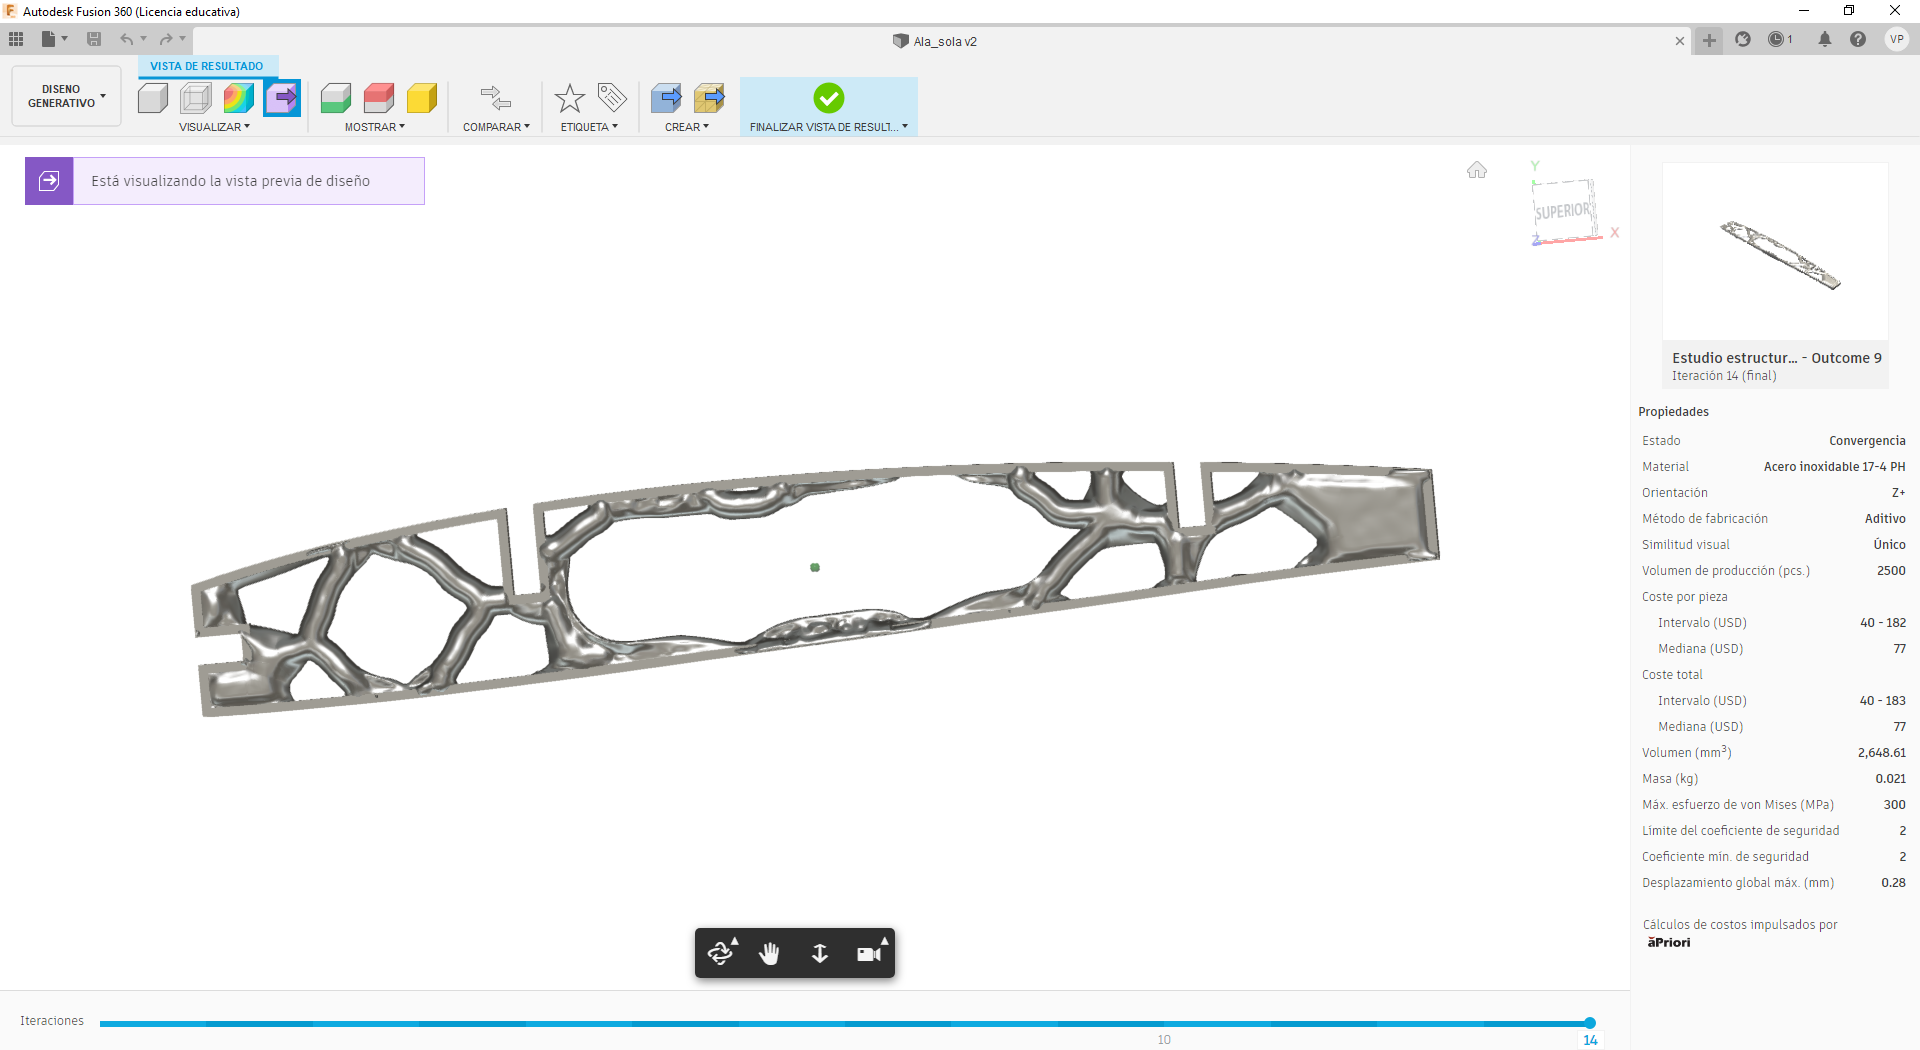 Autodesk Fusion 360 (Licencia educativa)
Ala_sola v2
1
VP
DISENO
GENERATIVO
VISTA DE RESULTADO
VISUALIZAR
MOSTRAR
COMPARAR
ETIQUETA
CREAR
FINALIZAR VISTA DE RESULT...
Está visualizando la vista previa de diseño
Y
SUPERIOR
Z
X
Estudio estructur... - Outcome 9
Iteración 14 (final)
Propiedades
Estado Convergencia
Material Acero inoxidable 17-4 PH
Orientación Z+
Método de fabricación Aditivo
Similitud visual Único
Volumen de producción (pcs.) 2500
Coste por pieza
Intervalo (USD) 40 - 182
Mediana (USD) 77
Coste total
Intervalo (USD) 40 - 183
Mediana (USD) 77
Volumen (mm³) 2,648.61
Masa (kg) 0.021
Máx. esfuerzo de von Mises (MPa) 300
Límite del coeficiente de seguridad 2
Coeficiente mín. de seguridad 2
Desplazamiento global máx. (mm) 0.28
Cálculos de costos impulsados por
aPriori
Iteraciones
10
14